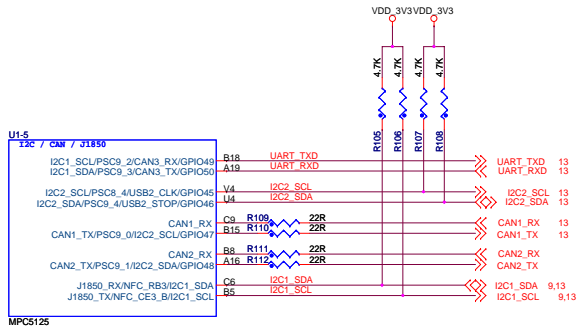 VDD_3V3 VDD_3V3
4.7K 4.7K 4.7K 4.7K
R105 R106 R107 R108
U1-5
I2C / CAN / J1850
I2C1_SCL/PSC9_2/CAN3_RX/GPIO49 B18 UART_TXD UART_TXD 13
I2C1_SDA/PSC9_3/CAN3_TX/GPIO50 A19 UART_RXD UART_RXD 13
I2C2_SCL/PSC8_4/USB2_CLK/GPIO45 V4 I2C2_SCL I2C2_SCL 13
I2C2_SDA/PSC9_4/USB2_STOP/GPIO46 U4 I2C2_SDA I2C2_SDA 13
CAN1_RX C9 R109 22R CAN1_RX 13
CAN1_TX/PSC9_0/I2C2_SCL/GPIO47 B15 R110 22R CAN1_TX 13
CAN2_RX B8 R111 22R CAN2_RX
CAN2_TX/PSC9_1/I2C2_SDA/GPIO48 A16 R112 22R CAN2_TX
J1850_RX/NFC_RB3/I2C1_SDA C6 I2C1_SDA I2C1_SDA 9,13
J1850_TX/NFC_CE3_B/I2C1_SCL B5 I2C1_SCL I2C1_SCL 9,13
MPC5125